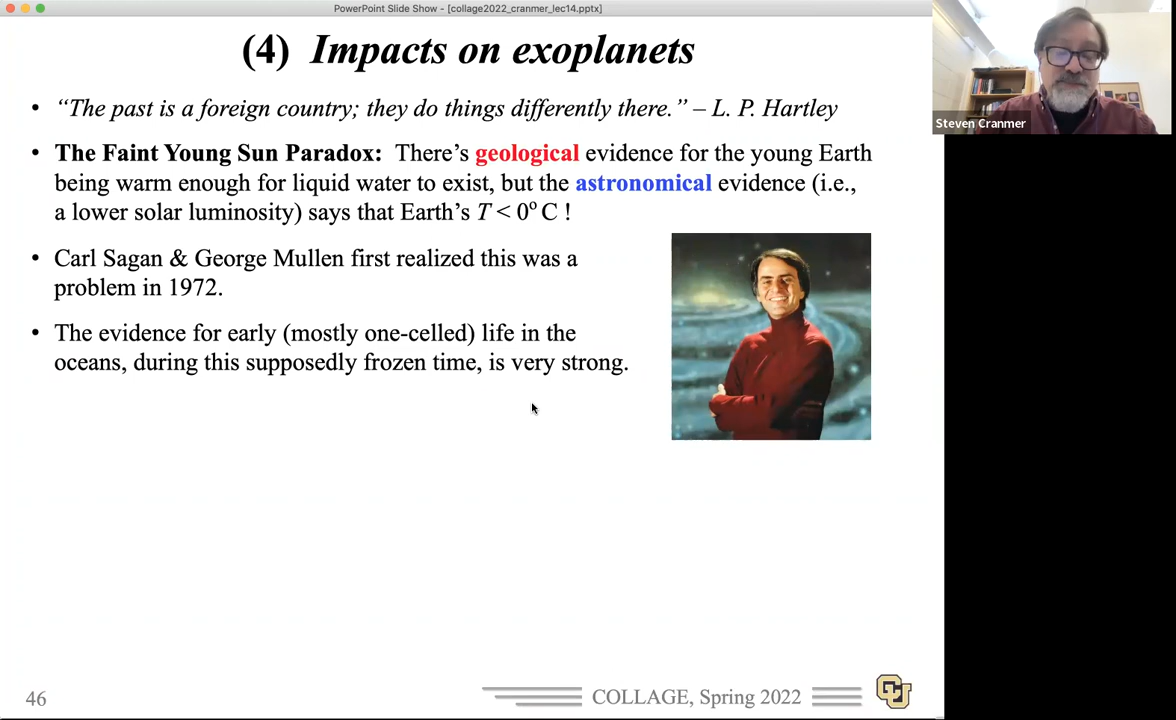 PowerPoint Slide Show - [collage2022_cranmer_lec14.pptx]
(4) Impacts on exoplanets
• “The past is a foreign country; they do things differently there.” – L. P. Hartley
• The Faint Young Sun Paradox: There’s geological evidence for the young Earth
being warm enough for liquid water to exist, but the astronomical evidence (i.e.,
a lower solar luminosity) says that Earth’s T < 0° C !
• Carl Sagan & George Mullen first realized this was a
problem in 1972.
• The evidence for early (mostly one-celled) life in the
oceans, during this supposedly frozen time, is very strong.
Steven Cranmer
46
COLLAGE, Spring 2022
CU